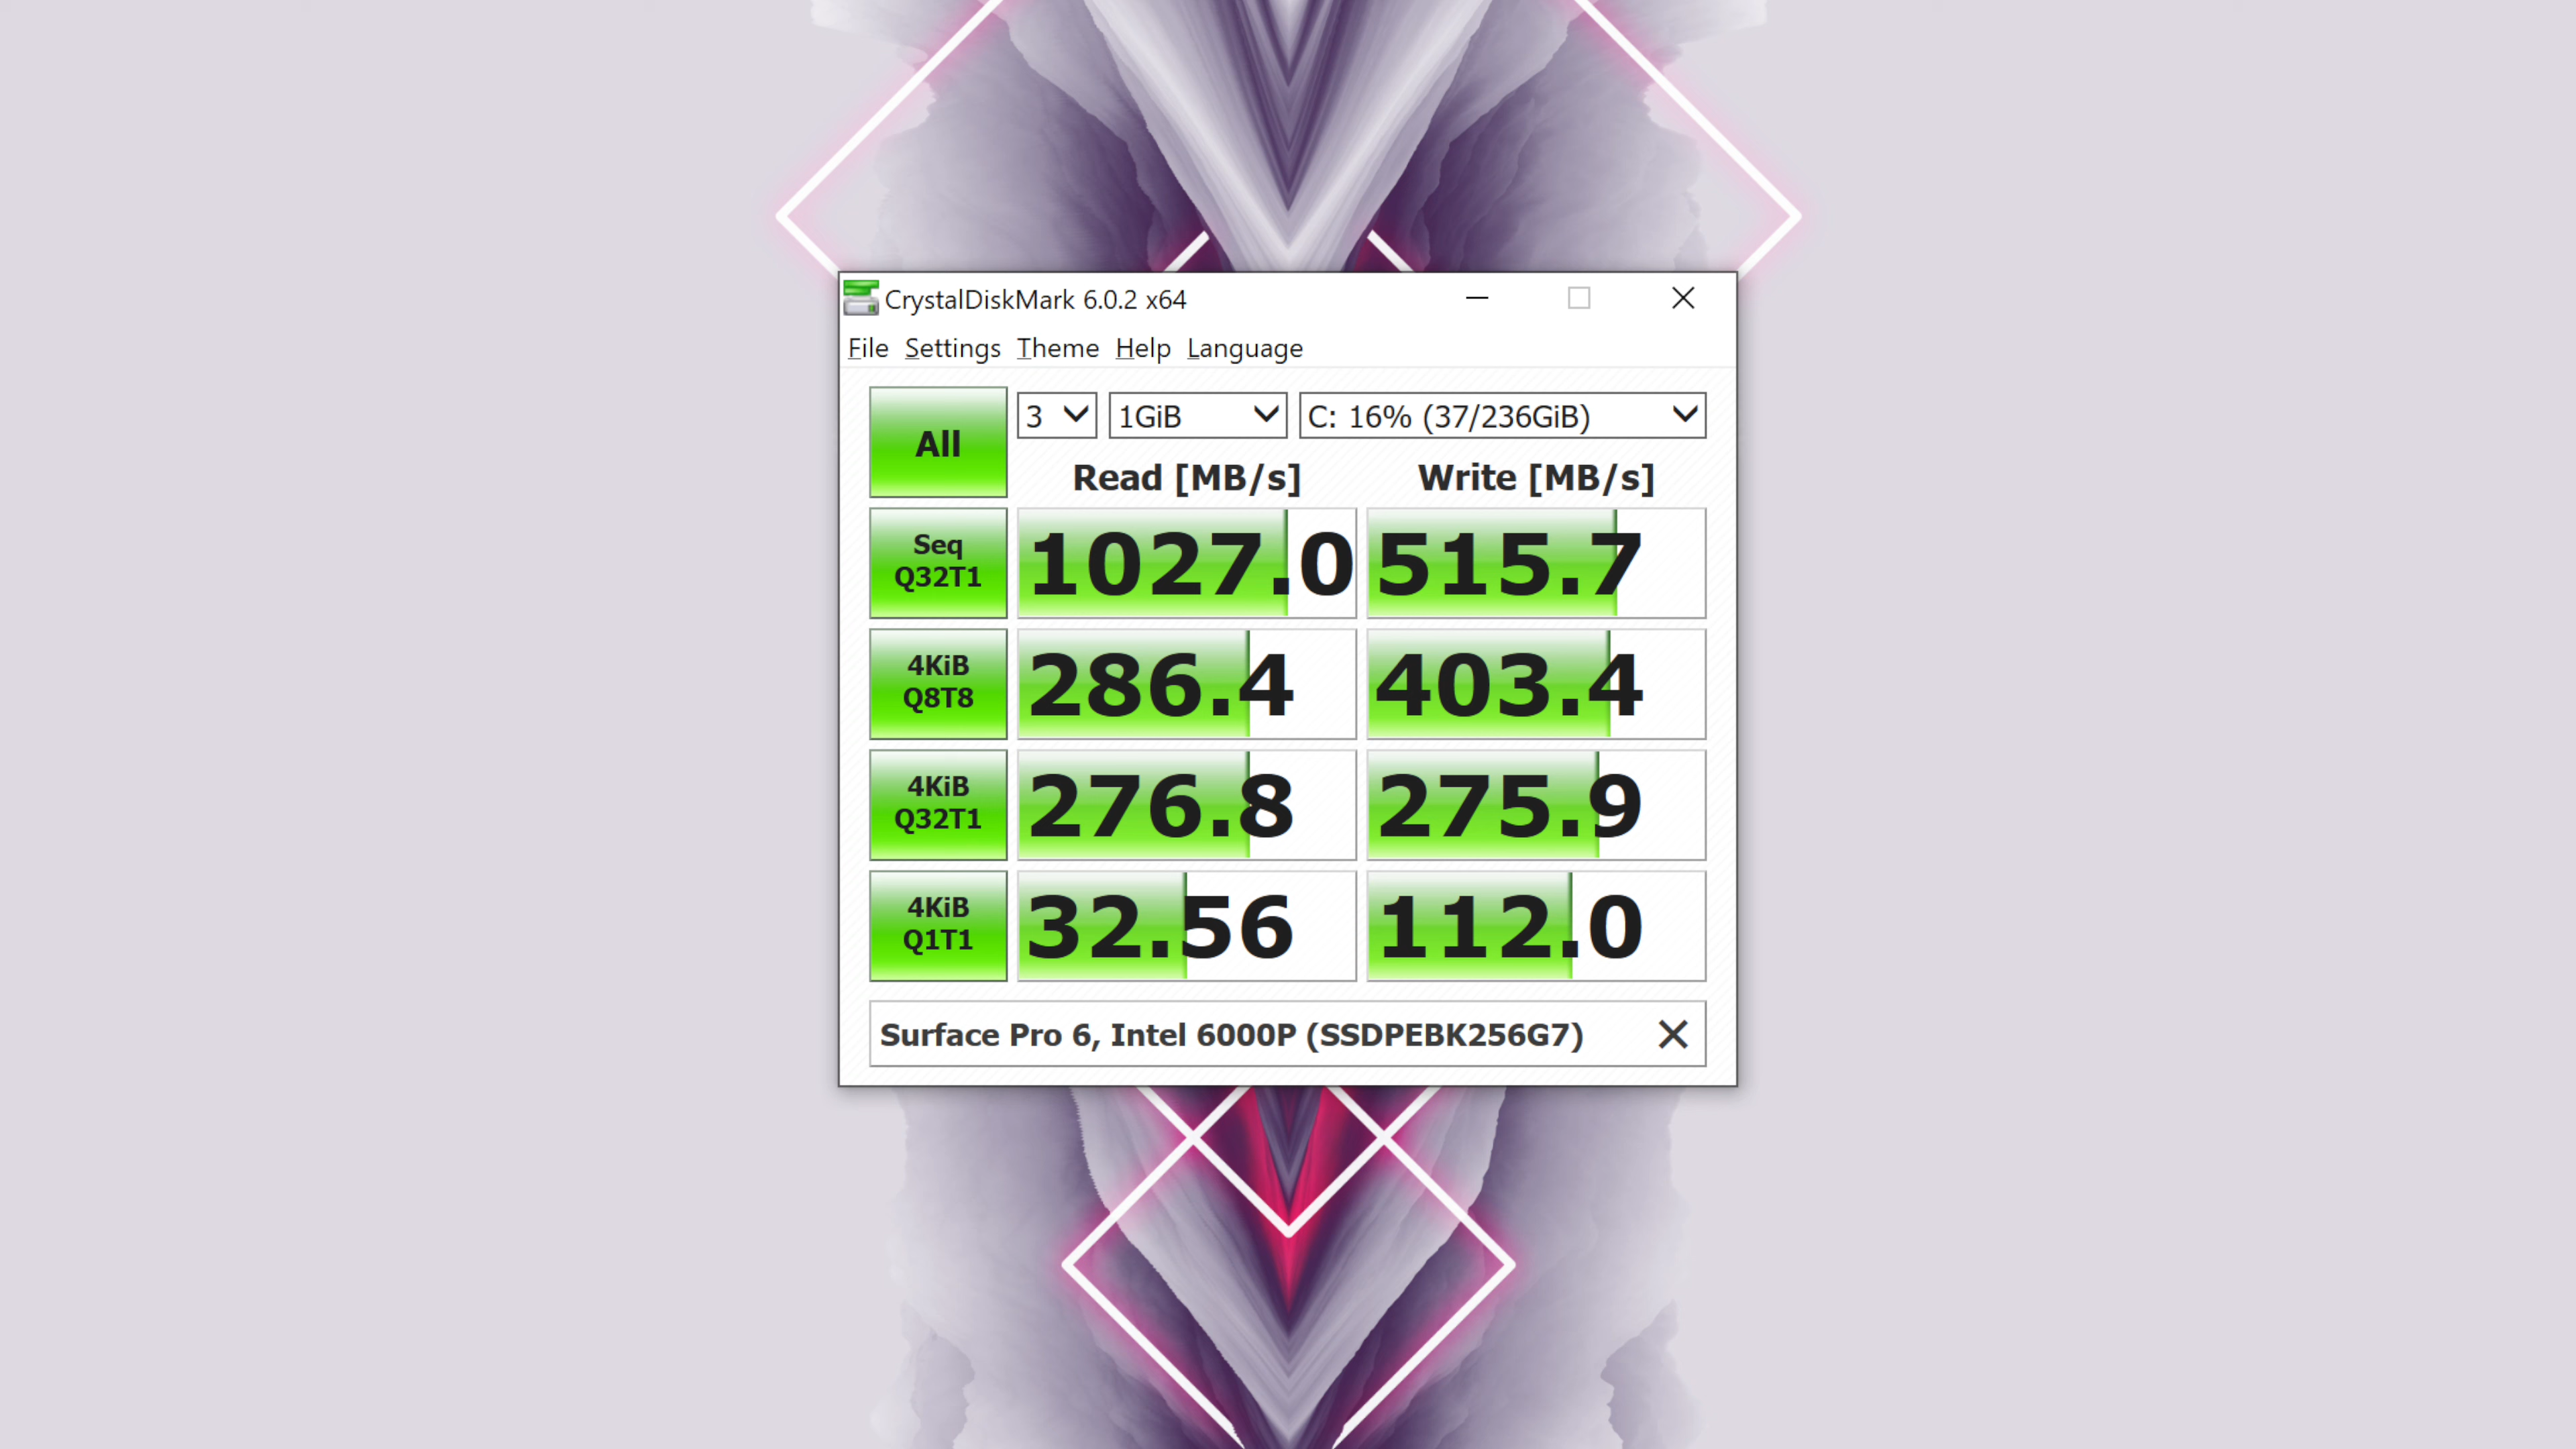 CrystalDiskMark 6.0.2 x64
File Settings Theme Help Language
All 3 1GiB C: 16% (37/236GiB)
Read [MB/s] Write [MB/s]
Seq
Q32T1 1027.0 515.7
4KiB
Q8T8 286.4 403.4
4KiB
Q32T1 276.8 275.9
4KiB
Q1T1 32.56 112.0
Surface Pro 6, Intel 6000P (SSDPEBK256G7)